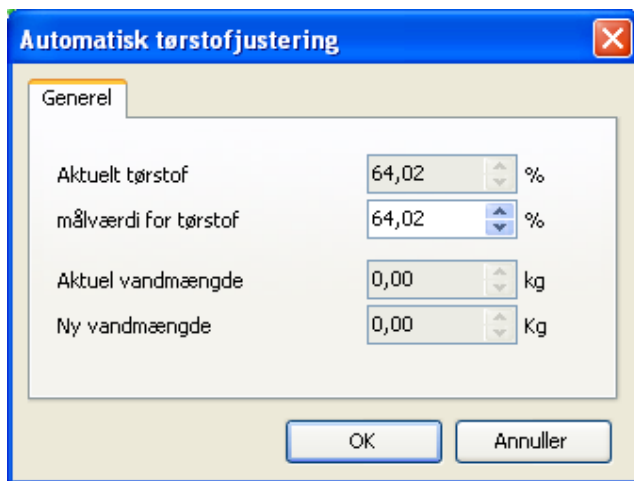 Automatisk tørstofjustering
Generel
Aktuelt tørstof 64,02 %
målværdi for tørstof 64,02 %
Aktuel vandmængde 0,00 kg
Ny vandmængde 0,00 Kg
OK Annuller